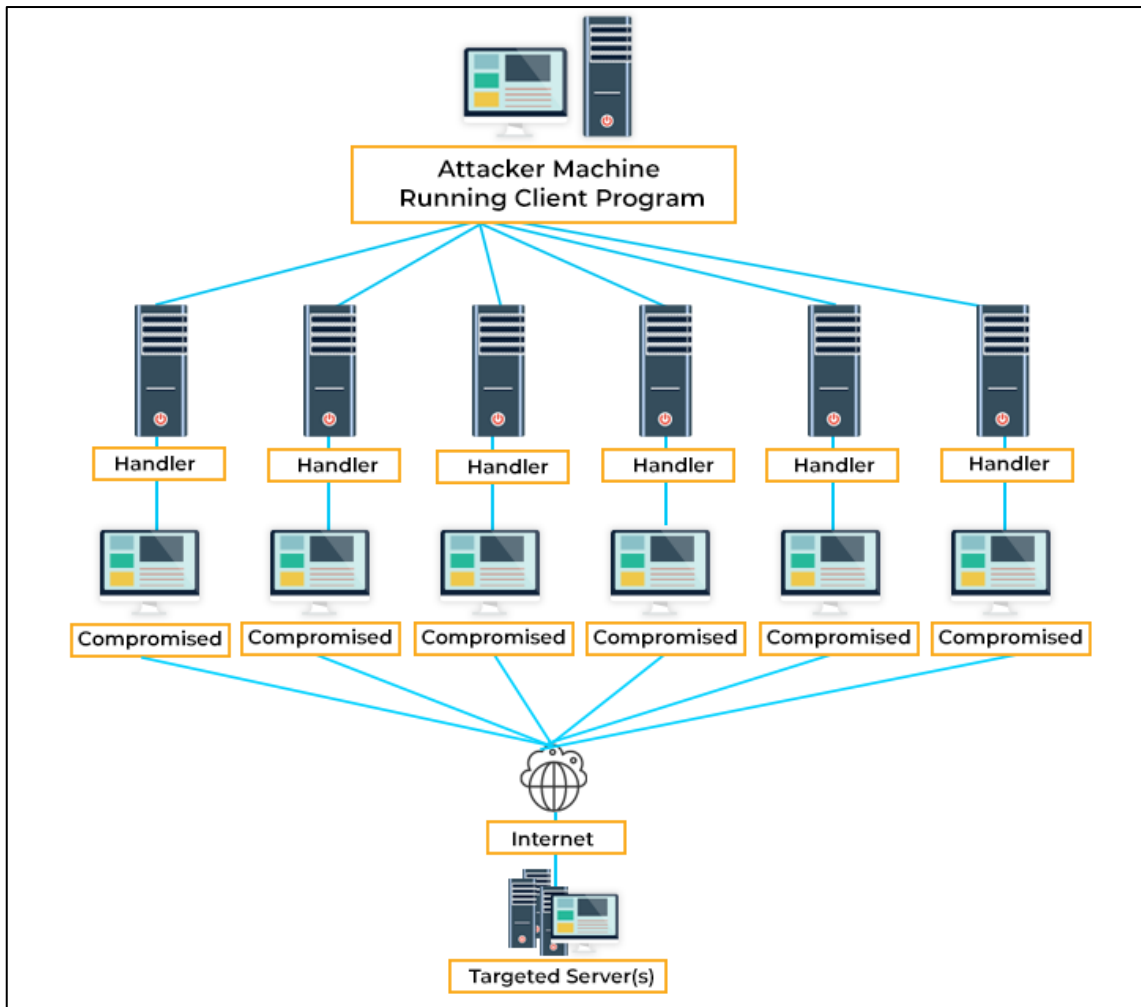 Attacker Machine
Running Client Program
Handler
Handler
Handler
Handler
Handler
Handler
Compromised
Compromised
Compromised
Compromised
Compromised
Compromised
Internet
Targeted Server(s)